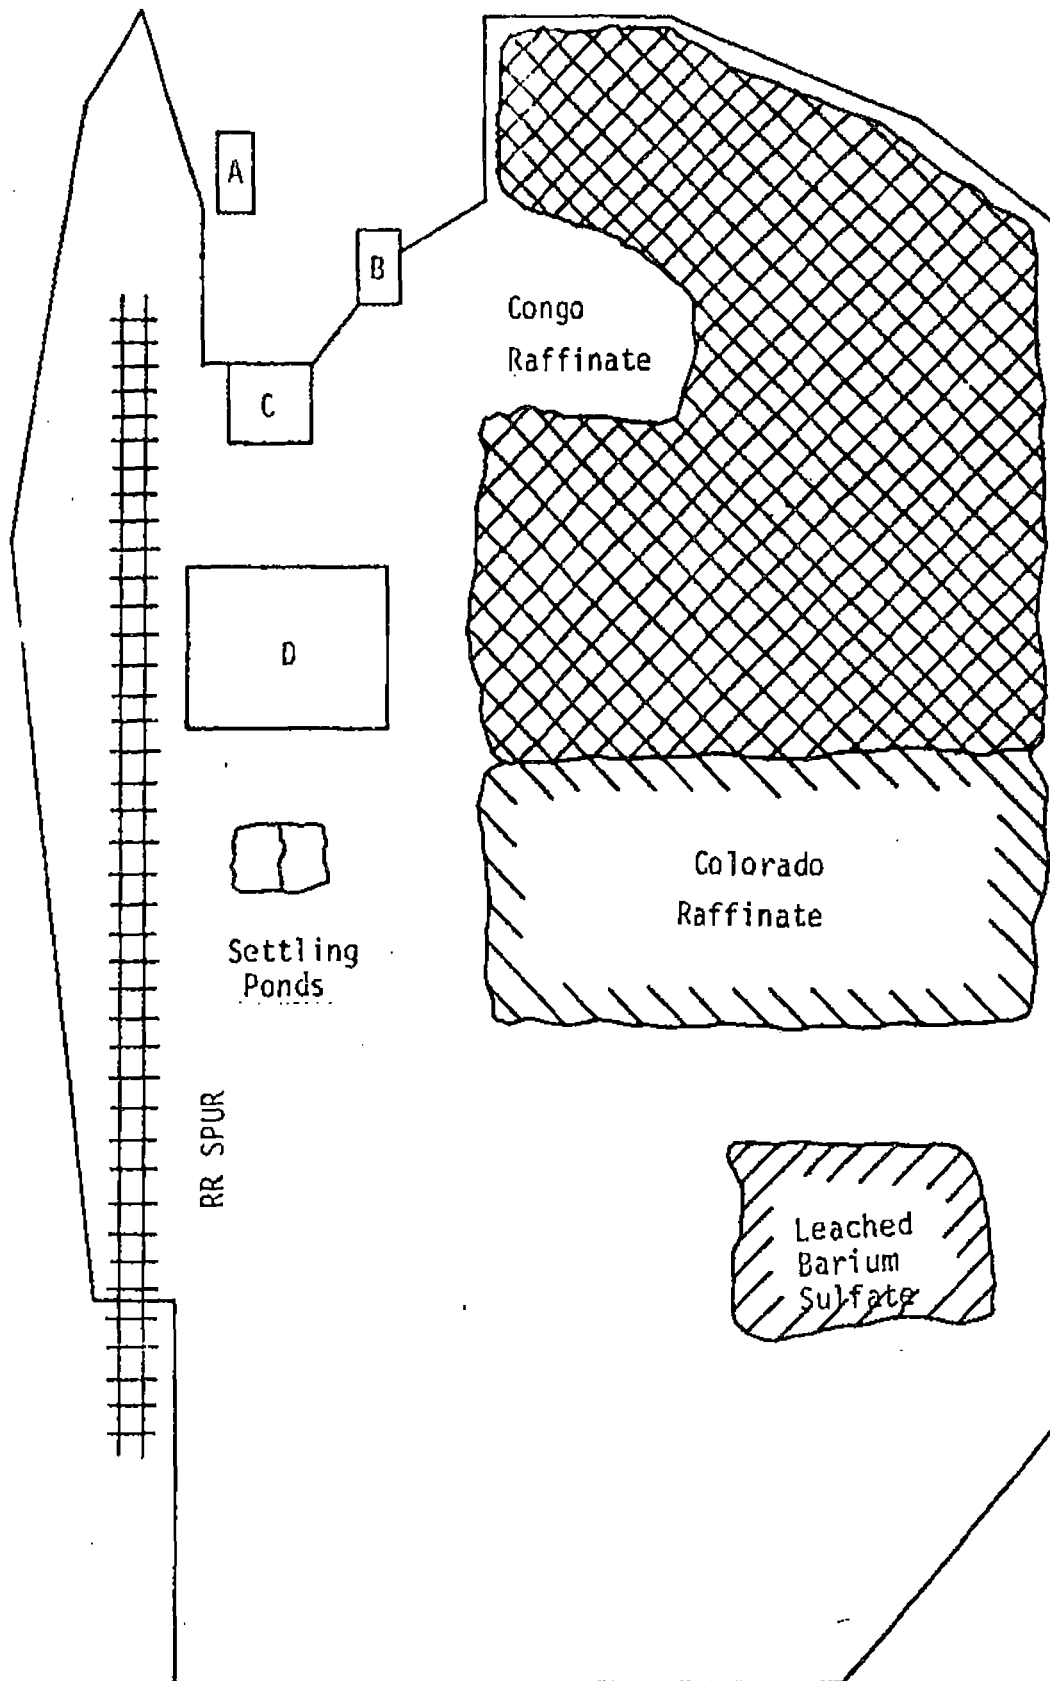 A
B
Congo
Raffinate
C
D
Colorado
Raffinate
Settling
Ponds
RR SPUR
Leached
Barium
Sulfate